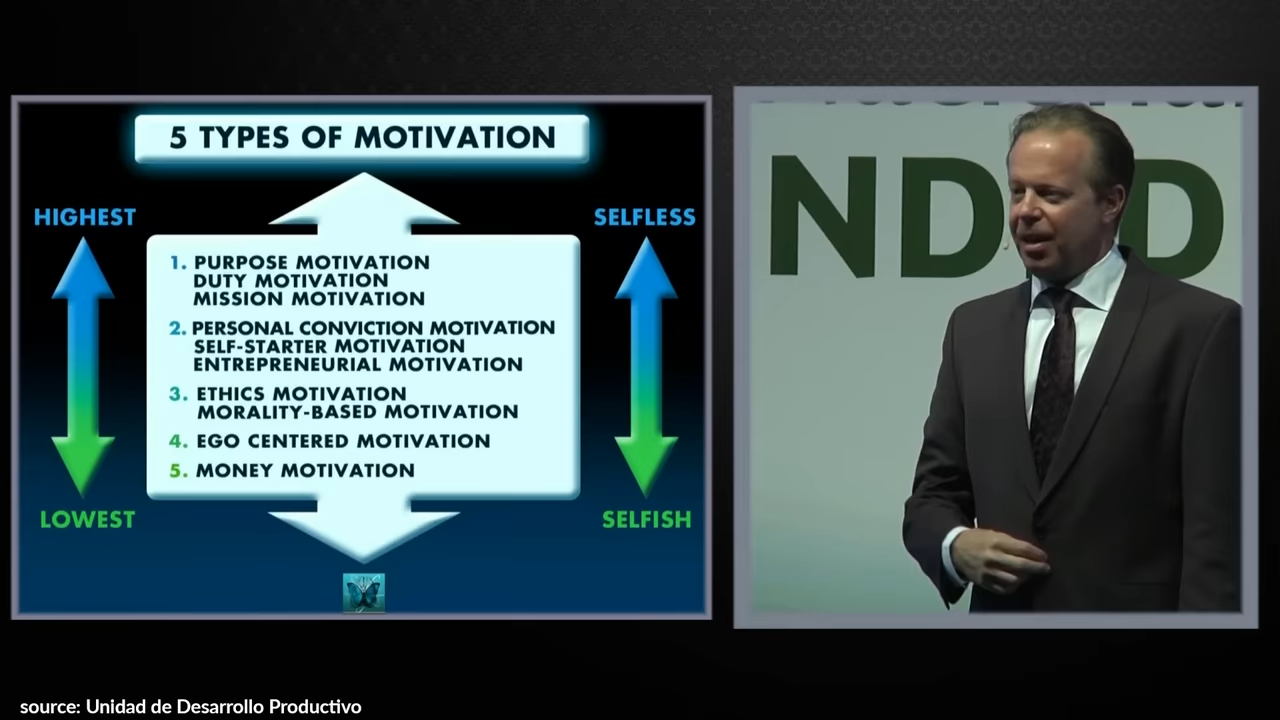 5 TYPES OF MOTIVATION
HIGHEST
SELFLESS
1. PURPOSE MOTIVATION
DUTY MOTIVATION
MISSION MOTIVATION
2. PERSONAL CONVICTION MOTIVATION
SELF-STARTER MOTIVATION
ENTREPRENEURIAL MOTIVATION
3. ETHICS MOTIVATION
MORALITY-BASED MOTIVATION
4. EGO CENTERED MOTIVATION
5. MONEY MOTIVATION
LOWEST
SELFISH
ND D
source: Unidad de Desarrollo Productivo